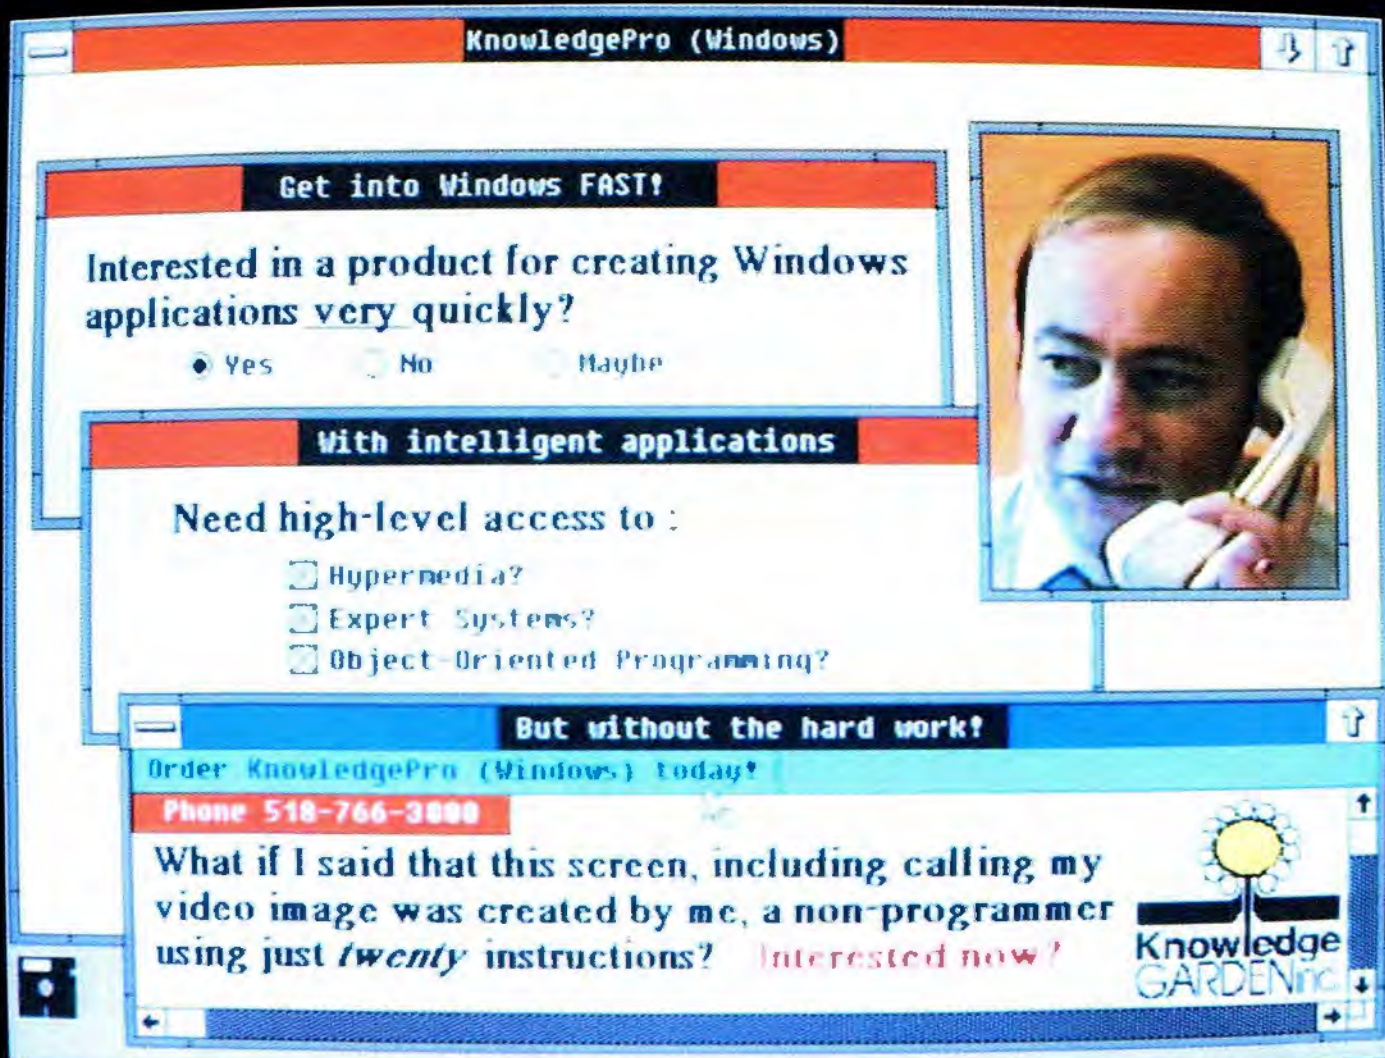 KnowledgePro (Windows)
Get into Windows FAST!
Interested in a product for creating Windows
applications very quickly?
Yes No Maybe
With intelligent applications
Need high-level access to :
Hypermedia?
Expert Systems?
Object-Oriented Programming?
But without the hard work!
Order KnowledgePro (Windows) today!
Phone 518-766-3000
What if I said that this screen, including calling my
video image was created by me, a non-programmer
using just twenty instructions? Interested now?
Knowledge
GARDEN inc